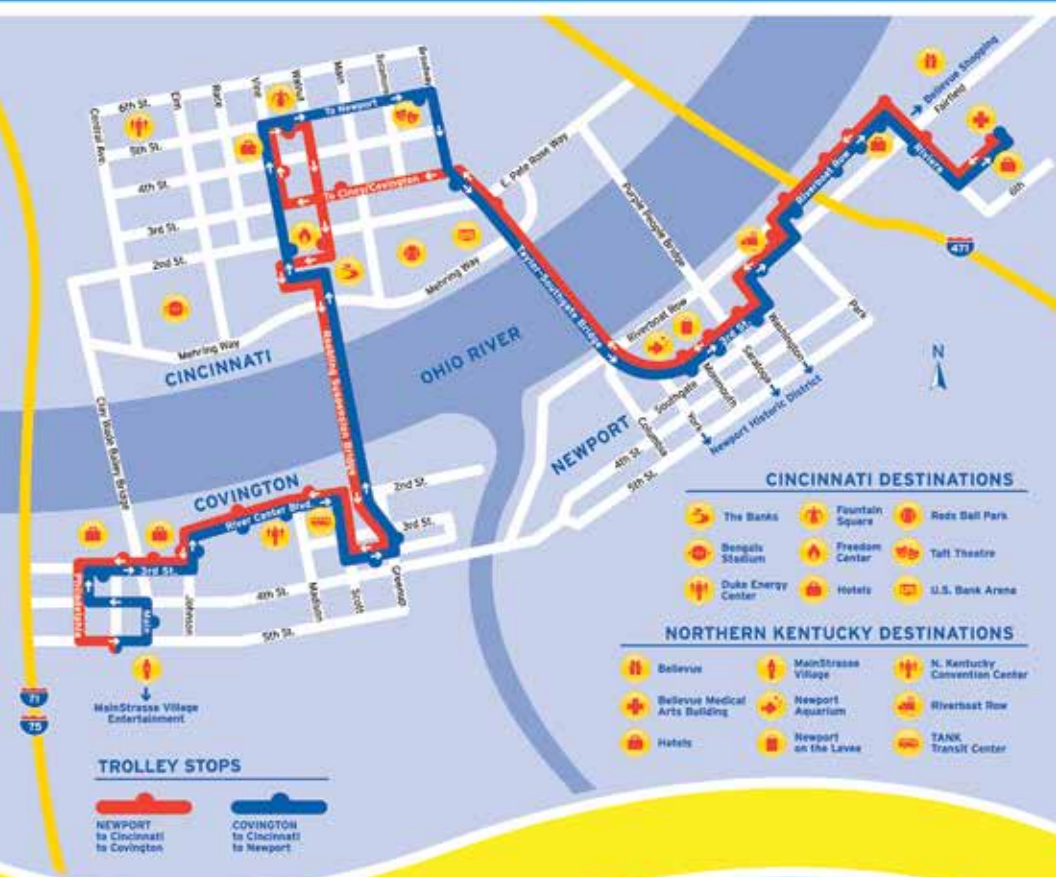 6th St.
5th St.
4th St.
3rd St.
2nd St.
Central Ave.
Elm
Race
Vine
Walnut
Main
Sycamore
Broadway
To Newport
To Cincy/Covington
E. Pete Rose Way
Mehring Way
Mehring Way
CINCINNATI
OHIO RIVER
Clay Wade Bailey Bridge
Roebling Suspension Bridge
Taylor-Southgate Bridge
Purple People Bridge
Bellevue Shopping
Fairfield
Riviera
6th
Riverboat Row
471
Park
Riverboat Row
3rd St.
Washington
Saratoga
Monmouth
Southgate
York
Columbia
Newport Historic District
NEWPORT
4th St.
5th St.
N
COVINGTON
River Center Blvd.
2nd St.
3rd St.
3rd St.
Philadelphia
Main
Johnson
4th St.
5th St.
Madison
Scott
Greenup
71
75
MainStrasse Village
Entertainment
CINCINNATI DESTINATIONS
The Banks
Fountain
Square
Reds Ball Park
Bengals
Stadium
Freedom
Center
Taft Theatre
Duke Energy
Center
Hotels
U.S. Bank Arena
NORTHERN KENTUCKY DESTINATIONS
Bellevue
MainStrasse
Village
N. Kentucky
Convention Center
Bellevue Medical
Arts Building
Newport
Aquarium
Riverboat Row
Hotels
Newport
on the Levee
TANK
Transit Center
TROLLEY STOPS
NEWPORT
to Cincinnati
to Covington
COVINGTON
to Cincinnati
to Newport